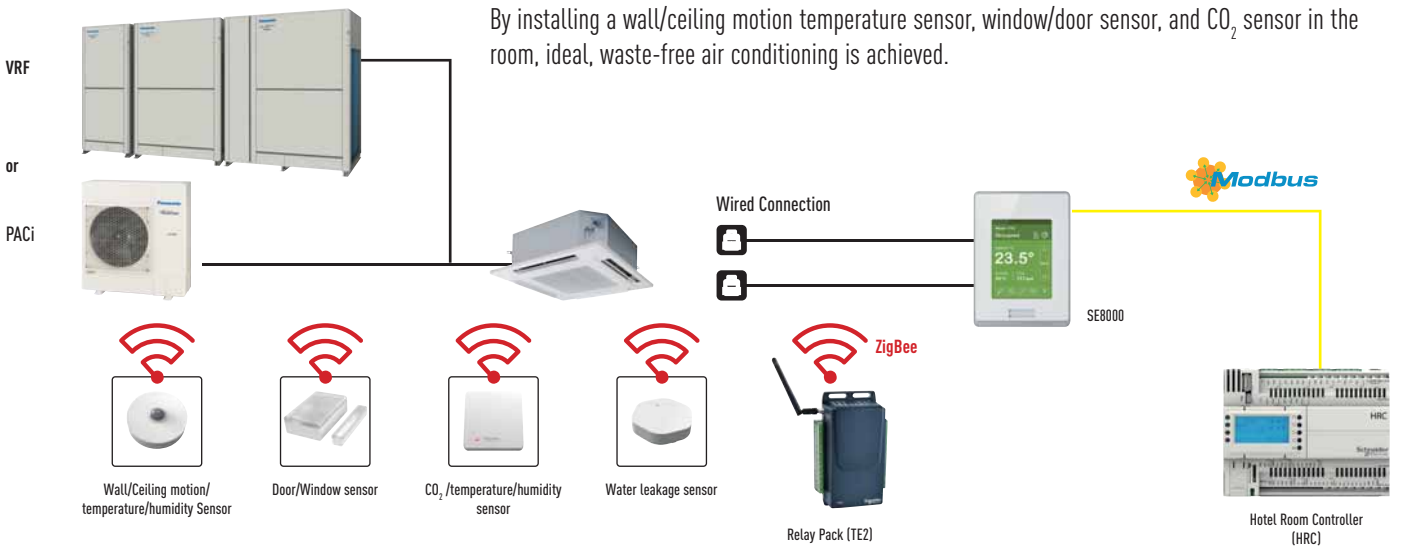 By installing a wall/ceiling motion temperature sensor, window/door sensor, and CO₂ sensor in the
room, ideal, waste-free air conditioning is achieved.
VRF
or
PACi
Panasonic
Wired Connection
Modbus
23.5°
SE8000
ZigBee
HRC
Schneider
Wall/Ceiling motion/
temperature/humidity Sensor
Door/Window sensor
CO₂ /temperature/humidity
sensor
Water leakage sensor
Relay Pack (TE2)
Hotel Room Controller
(HRC)